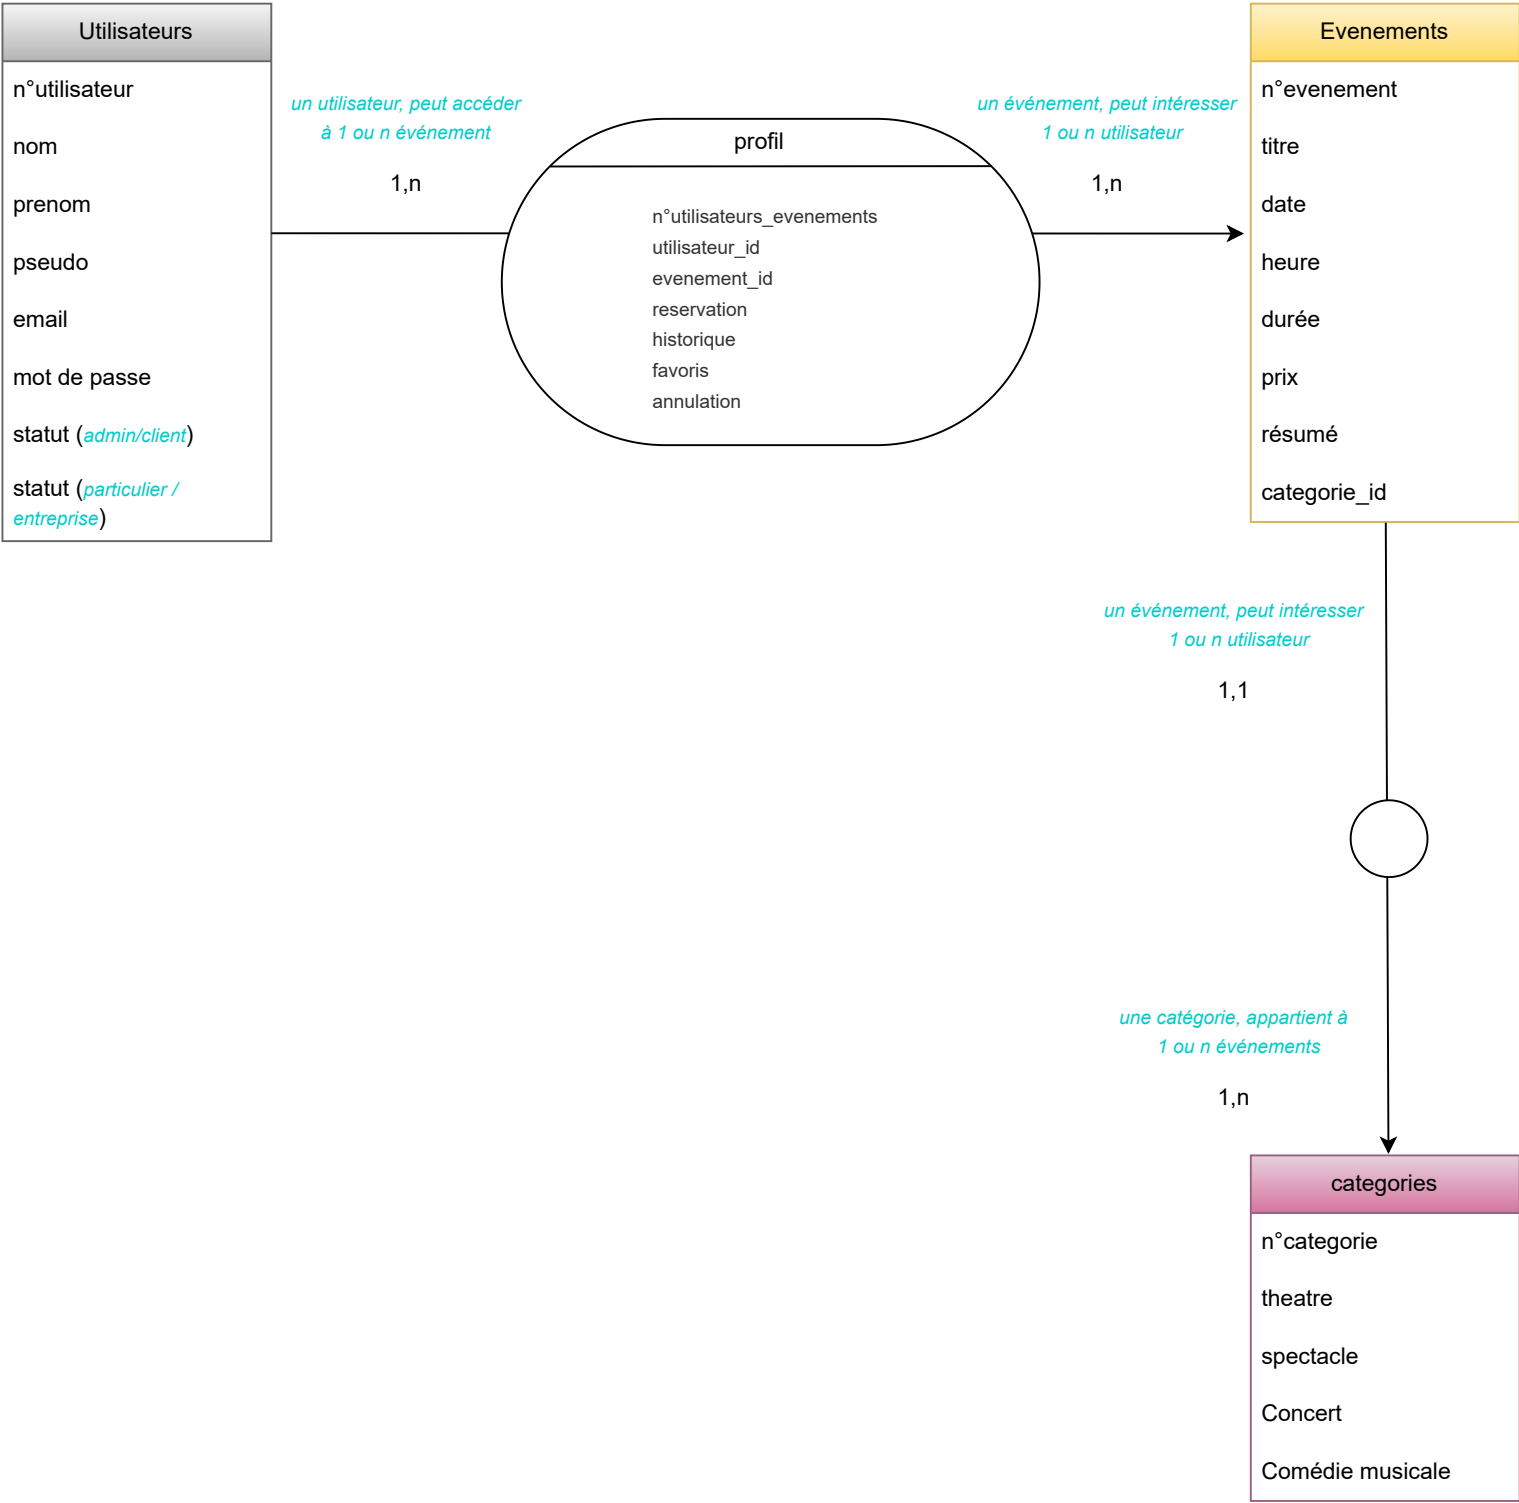 Utilisateurs
n°utilisateur
nom
prenom
pseudo
email
mot de passe
statut (admin/client)
statut (particulier /
entreprise)
un utilisateur, peut accéder
à 1 ou n événement
1,n
profil
n°utilisateurs_evenements
utilisateur_id
evenement_id
reservation
historique
favoris
annulation
un événement, peut intéresser
1 ou n utilisateur
1,n
Evenements
n°evenement
titre
date
heure
durée
prix
résumé
categorie_id
un événement, peut intéresser
1 ou n utilisateur
1,1
une catégorie, appartient à
1 ou n événements
1,n
categories
n°categorie
theatre
spectacle
Concert
Comédie musicale